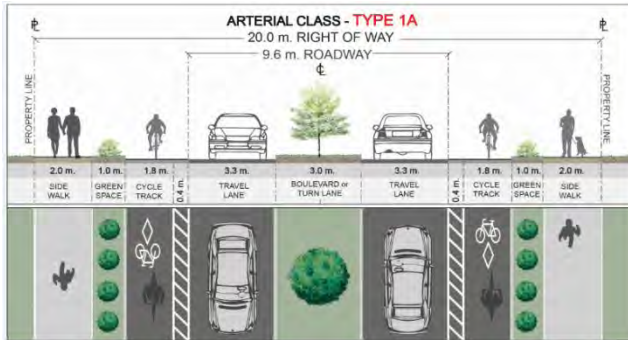 ARTERIAL CLASS - TYPE 1A
20.0 m. RIGHT OF WAY
9.6 m. ROADWAY
PROPERTY LINE
PROPERTY LINE
2.0 m.
1.0 m.
1.8 m.
0.4 m.
3.3 m.
3.0 m.
3.3 m.
0.4 m.
1.8 m.
1.0 m.
2.0 m.
SIDE
WALK
GREEN
SPACE
CYCLE
TRACK
TRAVEL
LANE
BOULEVARD or
TURN LANE
TRAVEL
LANE
CYCLE
TRACK
GREEN
SPACE
SIDE
WALK